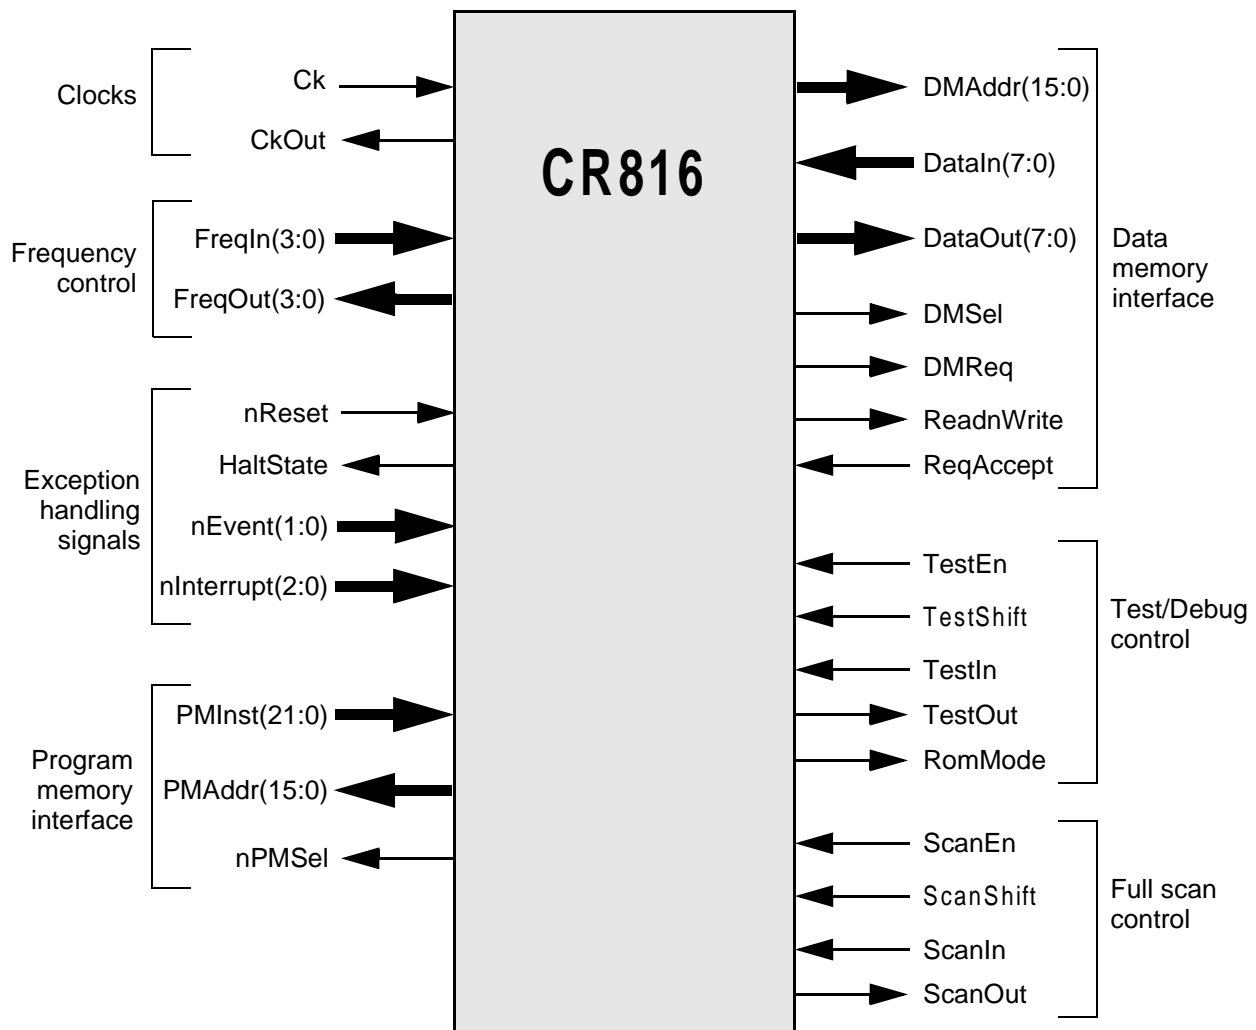 CR816
Clocks
Ck
CkOut
Frequency
control
FreqIn(3:0)
FreqOut(3:0)
Exception
handling
signals
nReset
HaltState
nEvent(1:0)
nInterrupt(2:0)
Program
memory
interface
PMInst(21:0)
PMAddr(15:0)
nPMSel
DMAddr(15:0)
DataIn(7:0)
DataOut(7:0)
DMSel
DMReq
ReadnWrite
ReqAccept
Data
memory
interface
TestEn
TestShift
TestIn
TestOut
RomMode
Test/Debug
control
ScanEn
ScanShift
ScanIn
ScanOut
Full scan
control